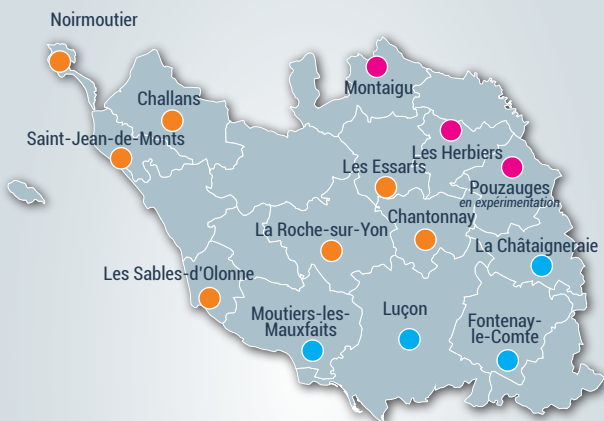 Noirmoutier
Montaigu
Challans
Saint-Jean-de-Monts
Les Herbiers
Les Essarts
Pouzauges
en expérimentation
Chantonnay
La Roche-sur-Yon
La Châtaigneraie
Les Sables-d'Olonne
Moutiers-les-
Mauxfaits
Luçon
Fontenay-
le-Comte